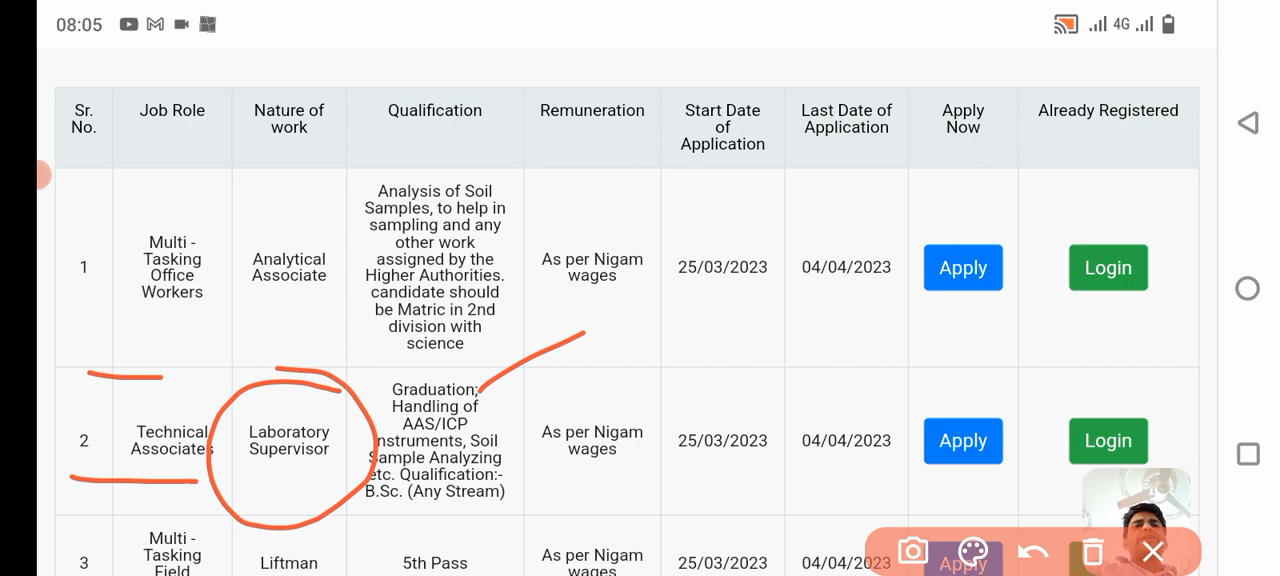 08:05
4G
Sr.
No.
Job Role
Nature of
work
Qualification
Remuneration
Start Date
of
Application
Last Date of
Application
Apply
Now
Already Registered
1
Multi -
Tasking
Office
Workers
Analytical
Associate
Analysis of Soil
Samples, to help in
sampling and any
other work
assigned by the
Higher Authorities.
candidate should
be Matric in 2nd
division with
science
As per Nigam
wages
25/03/2023
04/04/2023
Apply
Login
2
Technical
Associates
Laboratory
Supervisor
Graduation;
Handling of
AAS/ICP
Instruments, Soil
Sample Analyzing
etc. Qualification:-
B.Sc. (Any Stream)
As per Nigam
wages
25/03/2023
04/04/2023
Apply
Login
3
Multi -
Tasking
Field
Liftman
5th Pass
As per Nigam
wages
25/03/2023
04/04/2023
Apply